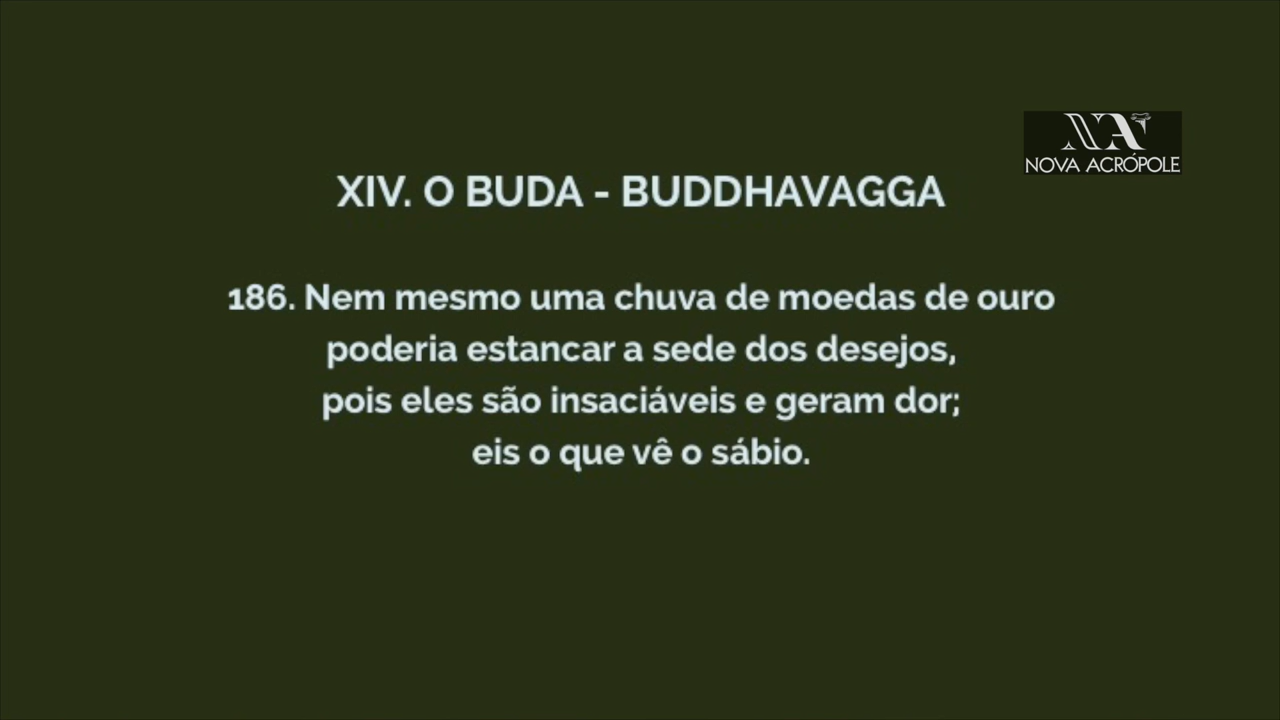 NOVA ACRÓPOLE
XIV. O BUDA - BUDDHAVAGGA
186. Nem mesmo uma chuva de moedas de ouro
poderia estancar a sede dos desejos,
pois eles são insaciáveis e geram dor;
eis o que vê o sábio.